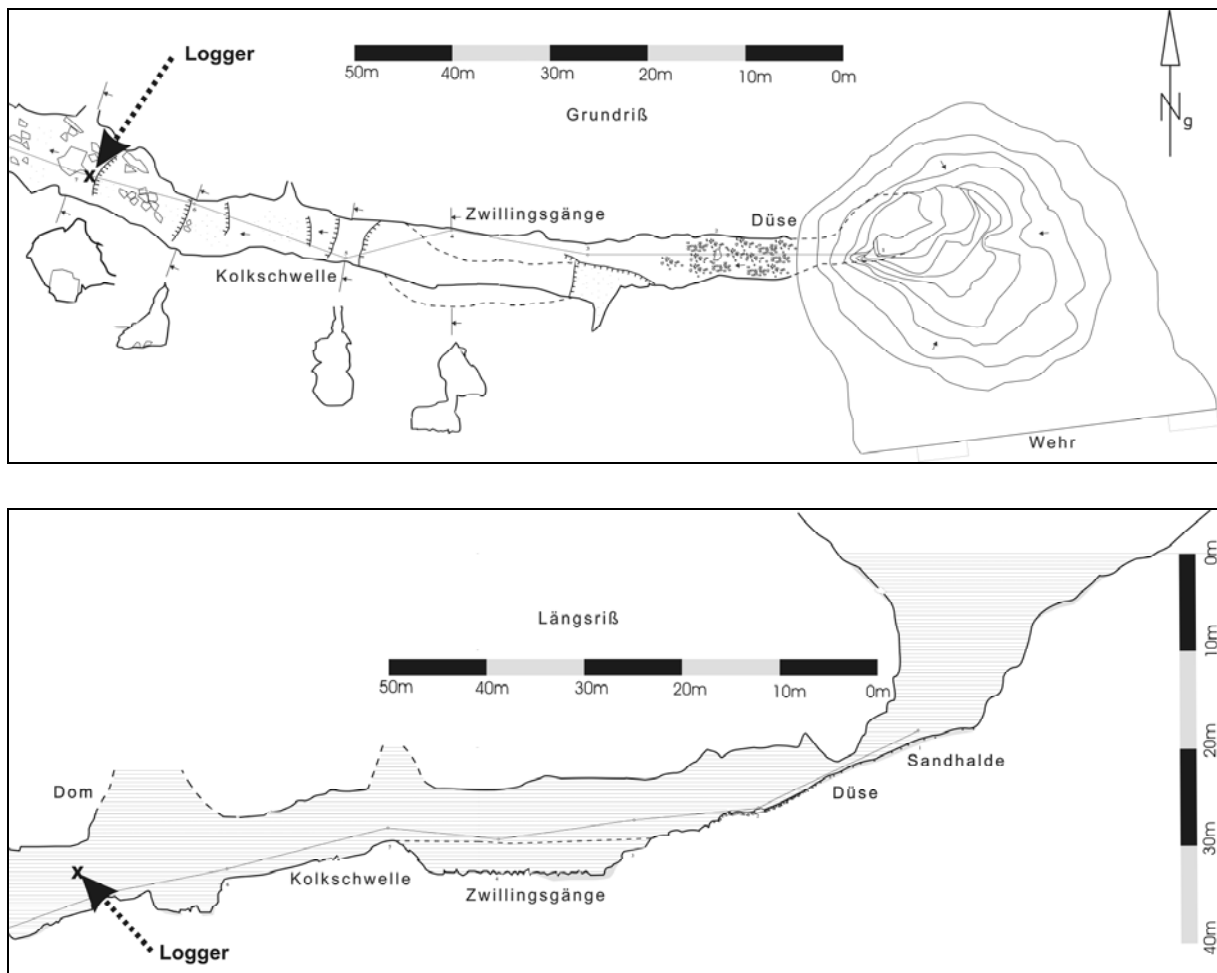 Logger
50m 40m 30m 20m 10m 0m
Grundriß
N g
Zwillingsgänge
Düse
Kolkschwelle
Wehr
0m
Längsriß
10m
50m 40m 30m 20m 10m 0m
20m
Sandhalde
Dom
Düse
30m
Kolkschwelle
Zwillingsgänge
x
40m
Logger